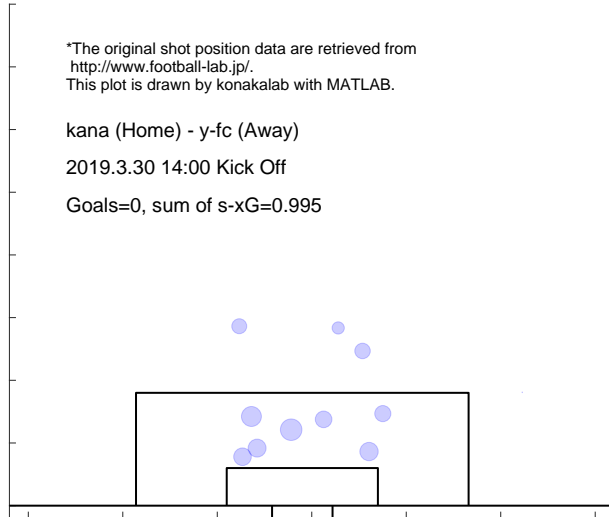 *The original shot position data are retrieved from
http://www.football-lab.jp/.
This plot is drawn by konakalab with MATLAB.
kana (Home) - y-fc (Away)
2019.3.30 14:00 Kick Off
Goals=0, sum of s-xG=0.995